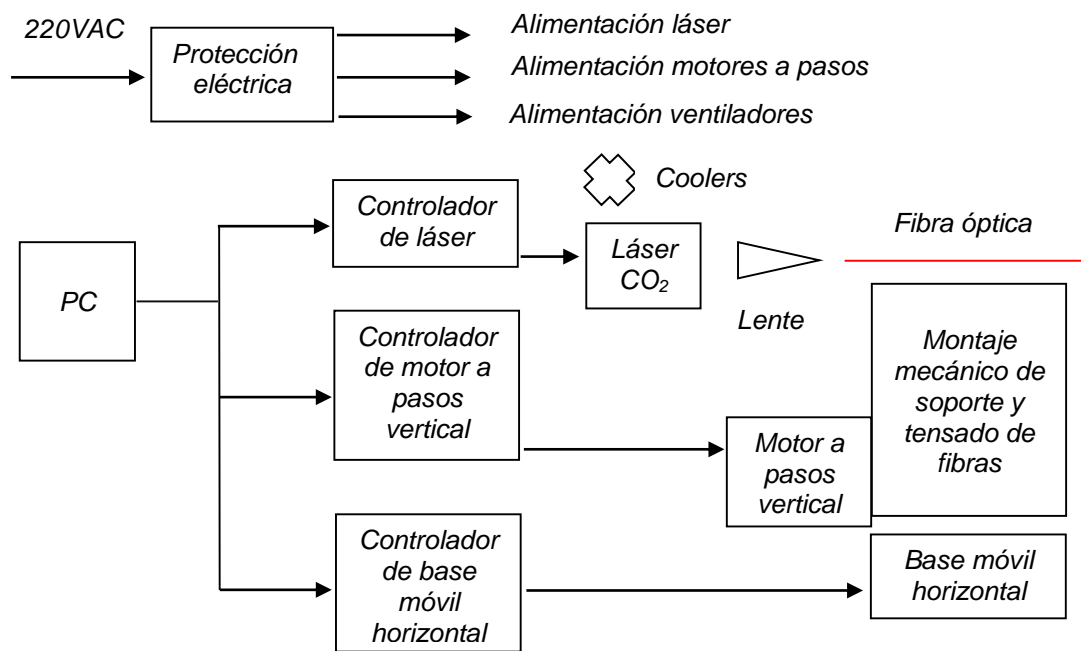 220VAC
Protección
eléctrica
Alimentación láser
Alimentación motores a pasos
Alimentación ventiladores
Coolers
PC
Controlador
de láser
Láser
CO₂
Lente
Fibra óptica
Controlador
de motor a
pasos
vertical
Motor a
pasos
vertical
Montaje
mecánico de
soporte y
tensado de
fibras
Controlador
de base
móvil
horizontal
Base móvil
horizontal